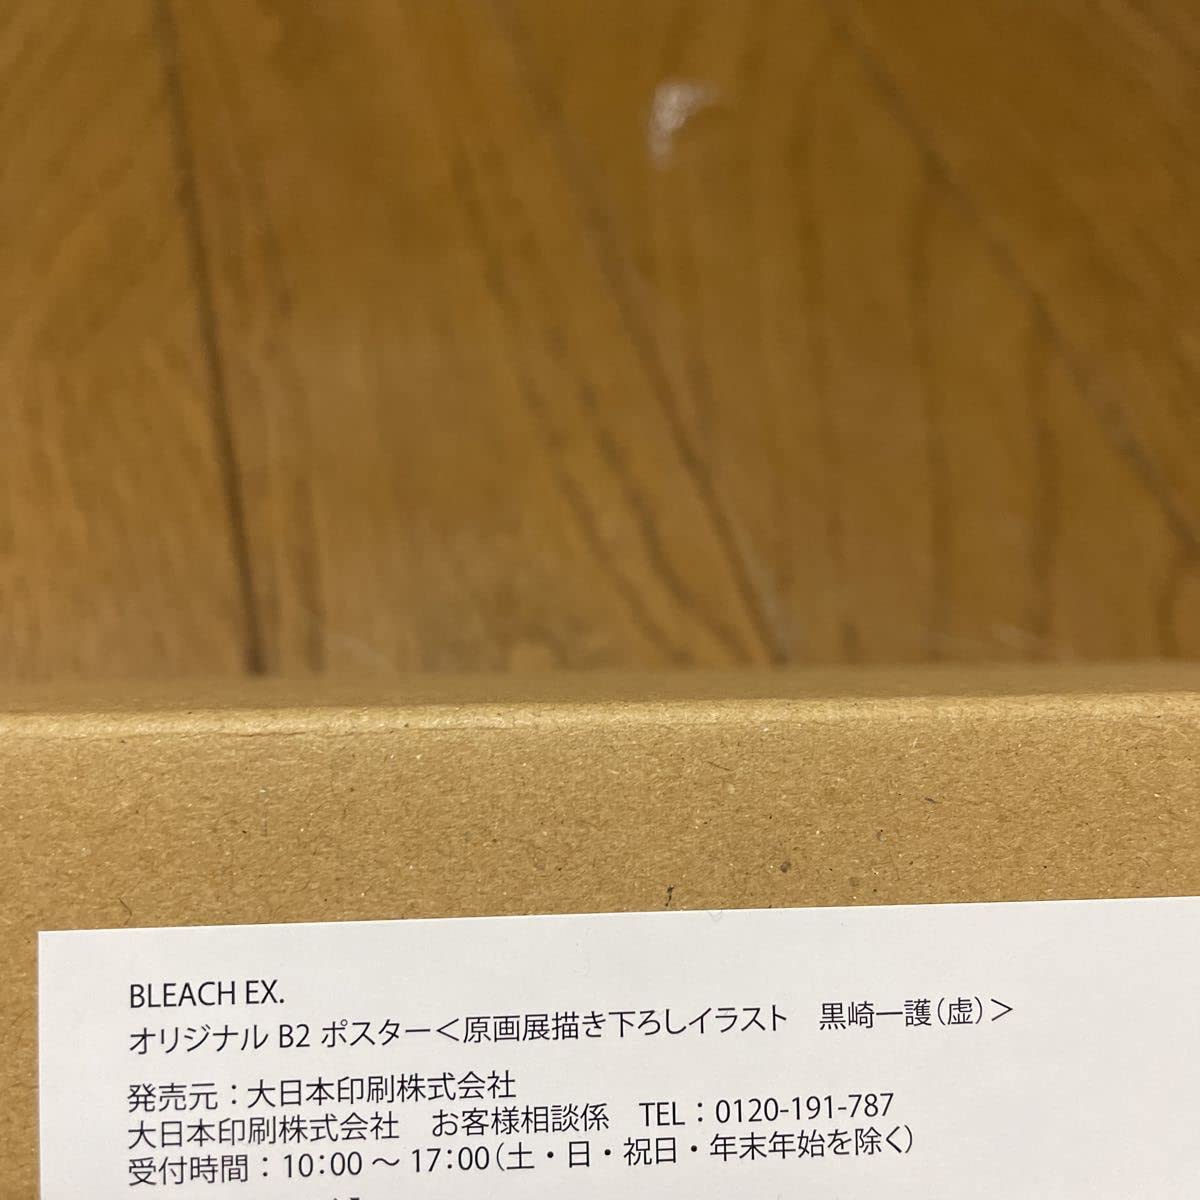 BLEACH EX.
オリジナル B2 ポスター＜原画展描き下ろしイラスト　黒崎一護（虚）＞
発売元：大日本印刷株式会社
大日本印刷株式会社　お客様相談係　TEL：0120-191-787
受付時間：10：00 ～ 17：00（土・日・祝日・年末年始を除く）